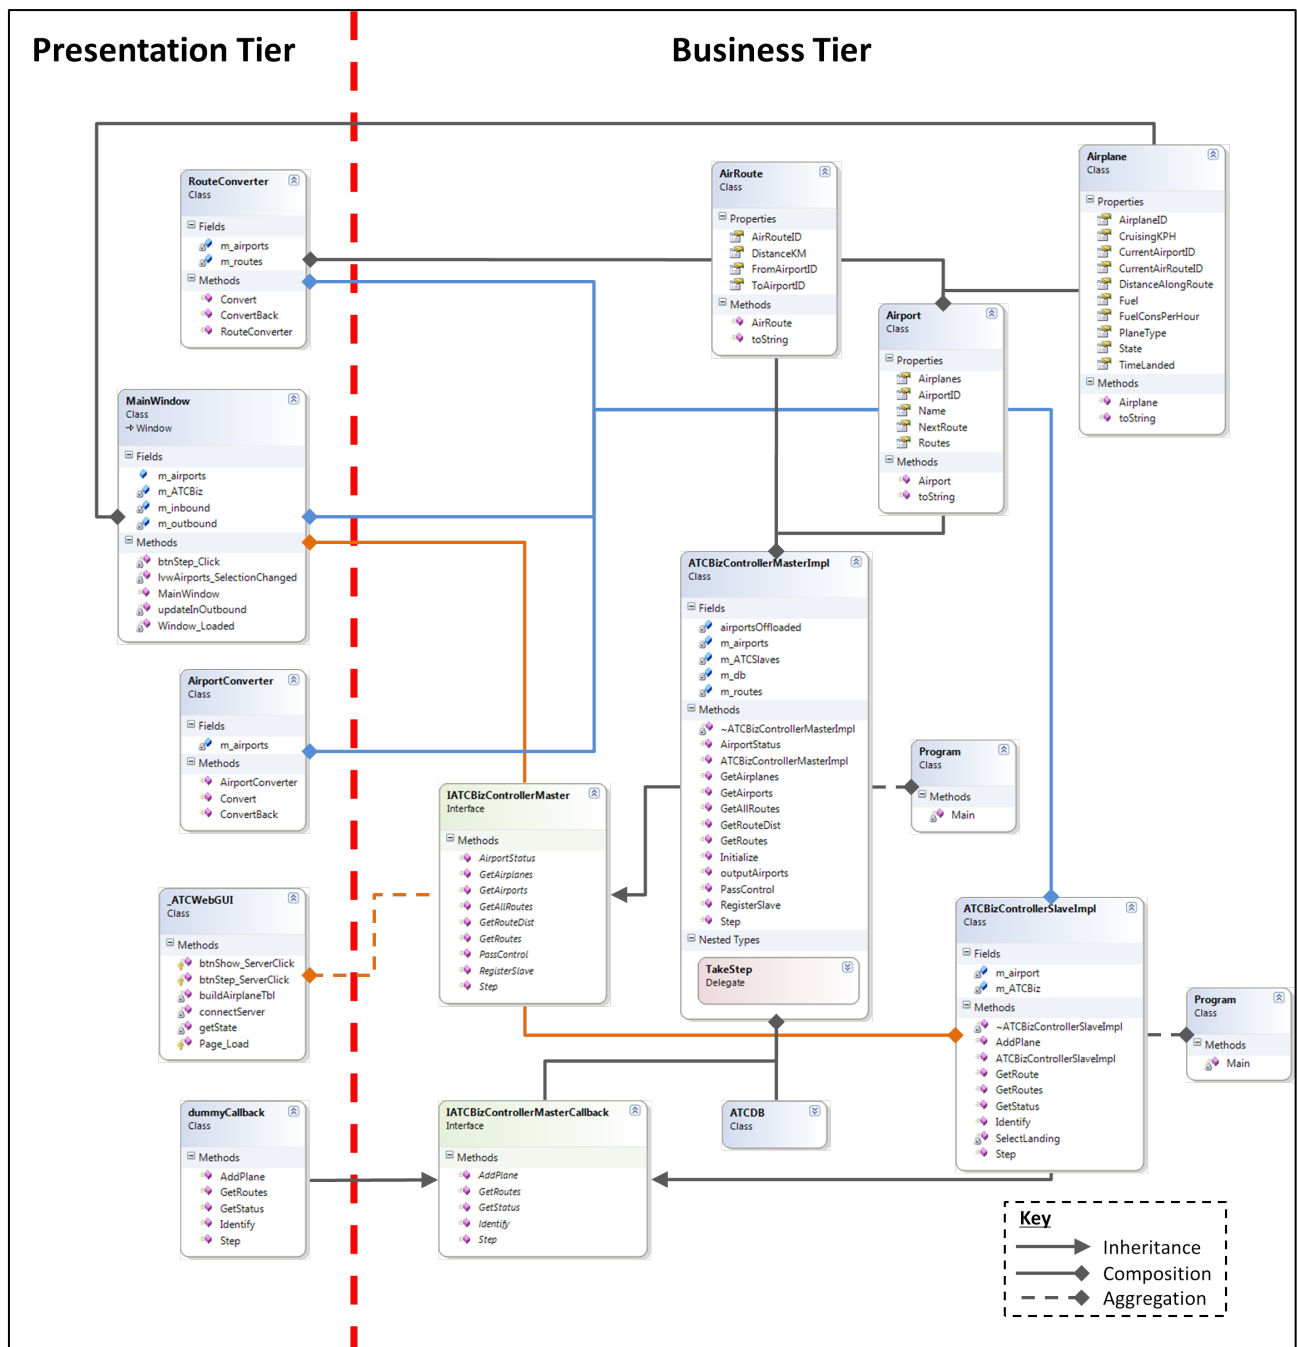 Presentation Tier
Business Tier
RouteConverter
Class
Fields
m_airports
m_routes
Methods
Convert
ConvertBack
RouteConverter
MainWindow
Class
Window
Fields
m_airports
m_ATCBiz
m_inbound
m_outbound
Methods
btnStep_Click
lvwAirports_SelectionChanged
MainWindow
updateInOutbound
Window_Loaded
AirportConverter
Class
Fields
m_airports
Methods
AirportConverter
Convert
ConvertBack
_ATCWebGUI
Class
Methods
btnShow_ServerClick
btnStep_ServerClick
buildAirplaneTbl
connectServer
getState
Page_Load
dummyCallback
Class
Methods
AddPlane
GetRoutes
GetStatus
Identify
Step
AirRoute
Class
Properties
AirRouteID
DistanceKM
FromAirportID
ToAirportID
Methods
AirRoute
toString
Airport
Class
Properties
Airplanes
AirportID
Name
NextRoute
Routes
Methods
Airport
toString
Airplane
Class
Properties
AirplaneID
CruisingKPH
CurrentAirportID
CurrentAirRouteID
DistanceAlongRoute
Fuel
FuelConsPerHour
PlaneType
State
TimeLanded
Methods
Airplane
toString
ATCBizControllerMasterImpl
Class
Fields
airportsOffloaded
m_airports
m_ATCSlaves
m_db
m_routes
Methods
~ATCBizControllerMasterImpl
AirportStatus
ATCBizControllerMasterImpl
GetAirplanes
GetAirports
GetAllRoutes
GetRouteDist
GetRoutes
Initialize
outputAirports
PassControl
RegisterSlave
Step
Nested Types
TakeStep
Delegate
Program
Class
Methods
Main
IATCBizControllerMaster
Interface
Methods
AirportStatus
GetAirplanes
GetAirports
GetAllRoutes
GetRouteDist
GetRoutes
PassControl
RegisterSlave
Step
ATCBizControllerSlaveImpl
Class
Fields
m_airport
m_ATCBiz
Methods
~ATCBizControllerSlaveImpl
AddPlane
ATCBizControllerSlaveImpl
GetRoute
GetRoutes
GetStatus
Identify
SelectLanding
Step
Program
Class
Methods
Main
IATCBizControllerMasterCallback
Interface
Methods
AddPlane
GetRoutes
GetStatus
Identify
Step
ATCDB
Class
Key
Inheritance
Composition
Aggregation